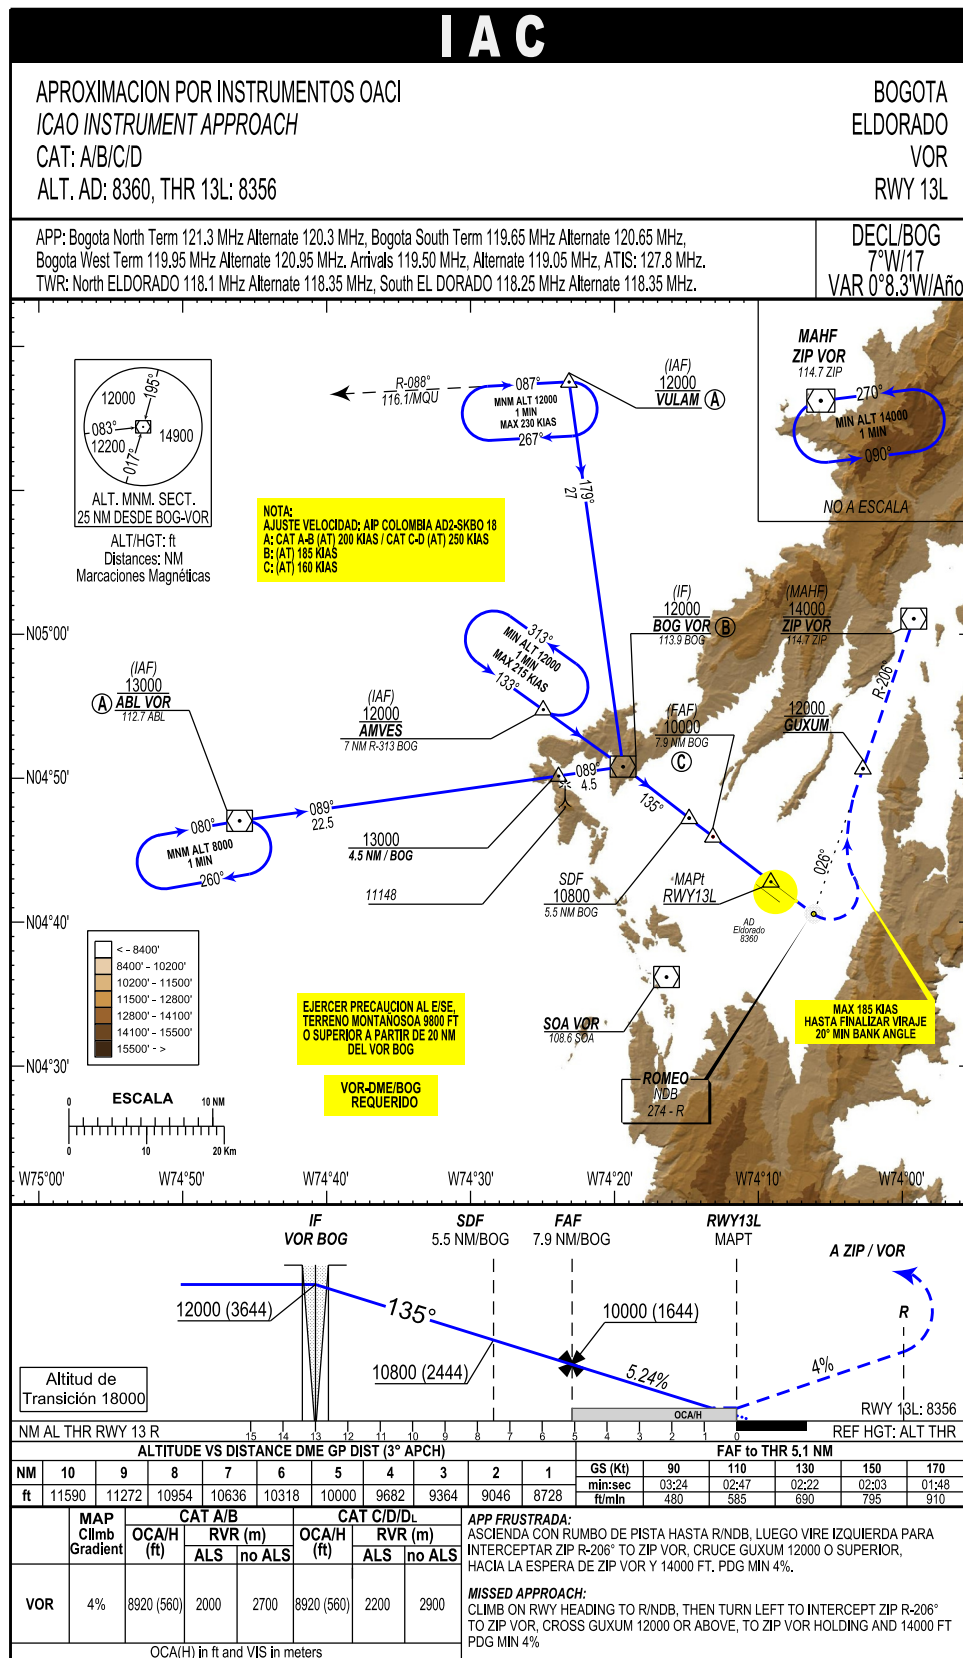 IAC
APROXIMACION POR INSTRUMENTOS OACI
ICAO INSTRUMENT APPROACH
CAT: A/B/C/D
ALT. AD: 8360, THR 13L: 8356
BOGOTA
ELDORADO
VOR
RWY 13L
APP: Bogota North Term 121.3 MHz Alternate 120.3 MHz, Bogota South Term 119.65 MHz Alternate 120.65 MHz,
Bogota West Term 119.95 MHz Alternate 120.95 MHz. Arrivals 119.50 MHz, Alternate 119.05 MHz, ATIS: 127.8 MHz.
TWR: North ELDORADO 118.1 MHz Alternate 118.35 MHz, South EL DORADO 118.25 MHz Alternate 118.35 MHz.
DECL/BOG
7°W/17
VAR 0°8.3'W/Año
12000
195°
083°
12200
14900
017°
ALT. MNM. SECT.
25 NM DESDE BOG-VOR
ALT/HGT: ft
Distances: NM
Marcaciones Magnéticas
R-088°
116.1/MQU
087°
MNM ALT 12000
1 MIN
MAX 230 KIAS
267°
(IAF)
12000
VULAM A
MAHF
ZIP VOR
114.7 ZIP
270°
MIN ALT 14000
1 MIN
090°
NO A ESCALA
179°
27
NOTA:
AJUSTE VELOCIDAD: AIP COLOMBIA AD2-SKBO 18
A: CAT A-B (AT) 200 KIAS / CAT C-D (AT) 250 KIAS
B: (AT) 185 KIAS
C: (AT) 160 KIAS
(IF)
12000
BOG VOR B
113.9 BOG
(MAHF)
14000
ZIP VOR
114.7 ZIP
N05°00'
313°
MIN ALT 12000
1 MIN
MAX 215 KIAS
133°
(IAF)
13000
A ABL VOR
112.7 ABL
(IAF)
12000
AMVES
7 NM R-313 BOG
(FAF)
10000
7.9 NM BOG
C
R-206°
12000
GUXUM
N04°50'
089°
4.5
089°
22.5
135°
080°
MNM ALT 8000
1 MIN
260°
13000
4.5 NM / BOG
11148
SDF
10800
5.5 NM BOG
MAPt
RWY13L
026°
N04°40'
AD
Eldorado
8360
< - 8400'
8400' - 10200'
10200' - 11500'
11500' - 12800'
12800' - 14100'
14100' - 15500'
15500' - >
EJERCER PRECAUCION AL E/SE,
TERRENO MONTAÑOSOA 9800 FT
O SUPERIOR A PARTIR DE 20 NM
DEL VOR BOG
SOA VOR
108.6 SOA
MAX 185 KIAS
HASTA FINALIZAR VIRAJE
20° MIN BANK ANGLE
N04°30'
VOR-DME/BOG
REQUERIDO
ROMEO
NDB
274 - R
ESCALA
0 10 NM
0 10 20 Km
W75°00' W74°50' W74°40' W74°30' W74°20' W74°10' W74°00'
IF
VOR BOG
SDF
5.5 NM/BOG
FAF
7.9 NM/BOG
RWY13L
MAPT
A ZIP / VOR
12000 (3644)
135°
10000 (1644)
R
10800 (2444)
5.24%
4%
Altitud de
Transición 18000
OCA/H
RWY 13L: 8356
NM AL THR RWY 13 R
15 14 13 12 11 10 9 8 7 6 5 4 3 2 1 0
REF HGT: ALT THR
ALTITUDE VS DISTANCE DME GP DIST (3° APCH)
NM 10 9 8 7 6 5 4 3 2 1
ft 11590 11272 10954 10636 10318 10000 9682 9364 9046 8728
FAF to THR 5,1 NM
GS (Kt) 90 110 130 150 170
min:sec 03:24 02:47 02:22 02:03 01:48
ft/min 480 585 690 795 910
MAP
Climb
Gradient
CAT A/B
OCA/H
(ft)
RVR (m)
ALS no ALS
CAT C/D/DL
OCA/H
(ft)
RVR (m)
ALS no ALS
VOR 4% 8920 (560) 2000 2700 8920 (560) 2200 2900
OCA(H) in ft and VIS in meters
APP FRUSTRADA:
ASCIENDA CON RUMBO DE PISTA HASTA R/NDB, LUEGO VIRE IZQUIERDA PARA
INTERCEPTAR ZIP R-206° TO ZIP VOR, CRUCE GUXUM 12000 O SUPERIOR,
HACIA LA ESPERA DE ZIP VOR Y 14000 FT. PDG MIN 4%.
MISSED APPROACH:
CLIMB ON RWY HEADING TO R/NDB, THEN TURN LEFT TO INTERCEPT ZIP R-206°
TO ZIP VOR, CROSS GUXUM 12000 OR ABOVE, TO ZIP VOR HOLDING AND 14000 FT
PDG MIN 4%